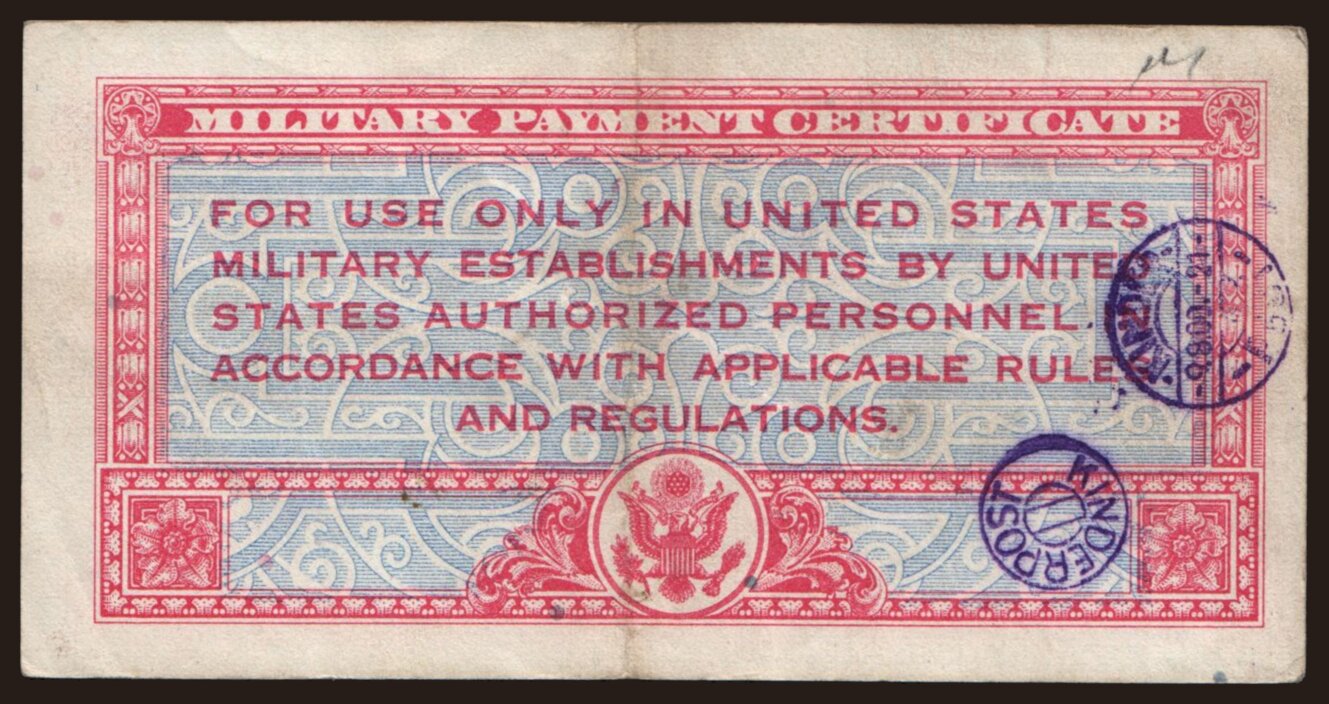 MILITARY PAYMENT CERTIFICATE
FOR USE ONLY IN UNITED STATES
MILITARY ESTABLISHMENTS BY UNITED
STATES AUTHORIZED PERSONNEL
ACCORDANCE WITH APPLICABLE RULES
AND REGULATIONS.
KINDERPOST